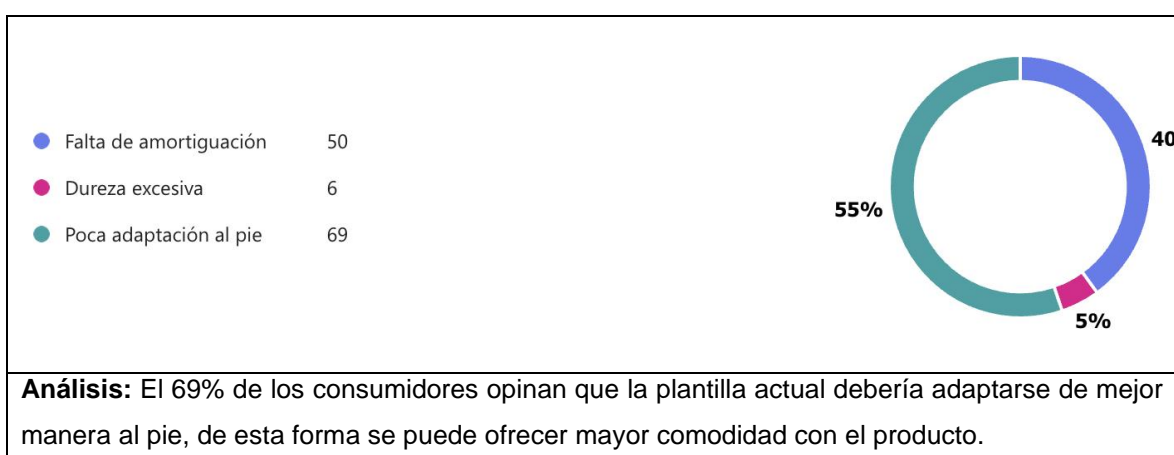 Falta de amortiguación 50
40
Dureza excesiva 6
55%
Poca adaptación al pie 69
5%
Análisis: El 69% de los consumidores opinan que la plantilla actual debería adaptarse de mejor
manera al pie, de esta forma se puede ofrecer mayor comodidad con el producto.